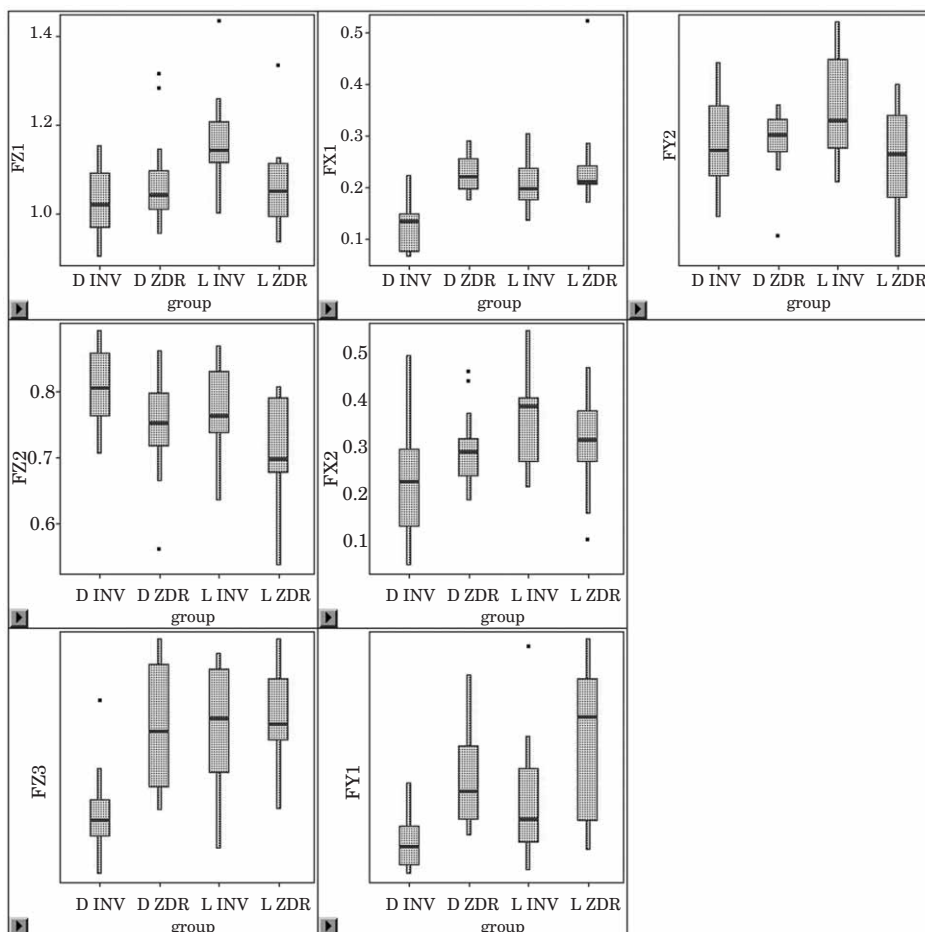 FZ1
1.4
1.2
1.0
D INV D ZDR L INV L ZDR
group
FX1
0.5
0.4
0.3
0.2
0.1
D INV D ZDR L INV L ZDR
group
FY2
D INV D ZDR L INV L ZDR
group
FZ2
0.8
0.7
0.6
D INV D ZDR L INV L ZDR
group
FX2
0.5
0.4
0.3
0.2
0.1
D INV D ZDR L INV L ZDR
group
FZ3
D INV D ZDR L INV L ZDR
group
FY1
D INV D ZDR L INV L ZDR
group